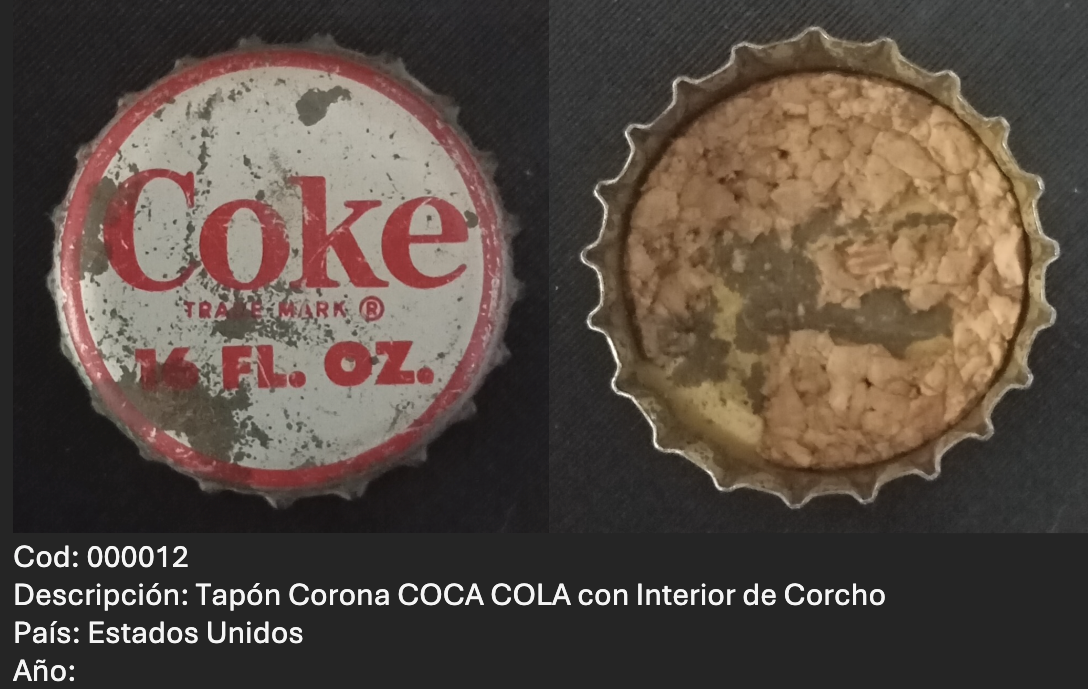 Coke
TRADE MARK ®
16 FL. OZ.
Cod: 000012
Descripción: Tapón Corona COCA COLA con Interior de Corcho
País: Estados Unidos
Año: